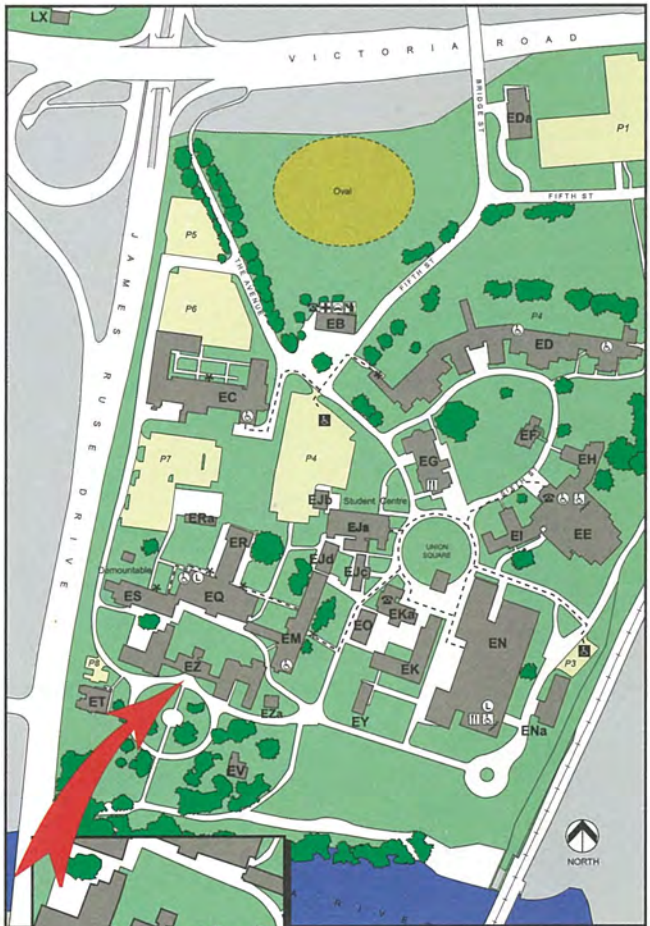 LX
VICTORIA ROAD
BRIDGE ST
EDa
P1
Oval
FIFTH ST
P5
THE AVENUE
FIFTH ST
P6
EB
P4
ED
JAMES RUSE DRIVE
EC
P7
P4
EG
EF
EH
EJb
Student Centre
ERa
EJa
EE
EI
ER
UNION
SQUARE
EJd
EJc
Demountable
L
ES
EQ
EKa
EO
EM
EN
EZ
EK
P3
P8
ET
EZa
EY
L
ENa
EV
NORTH
A RIVE